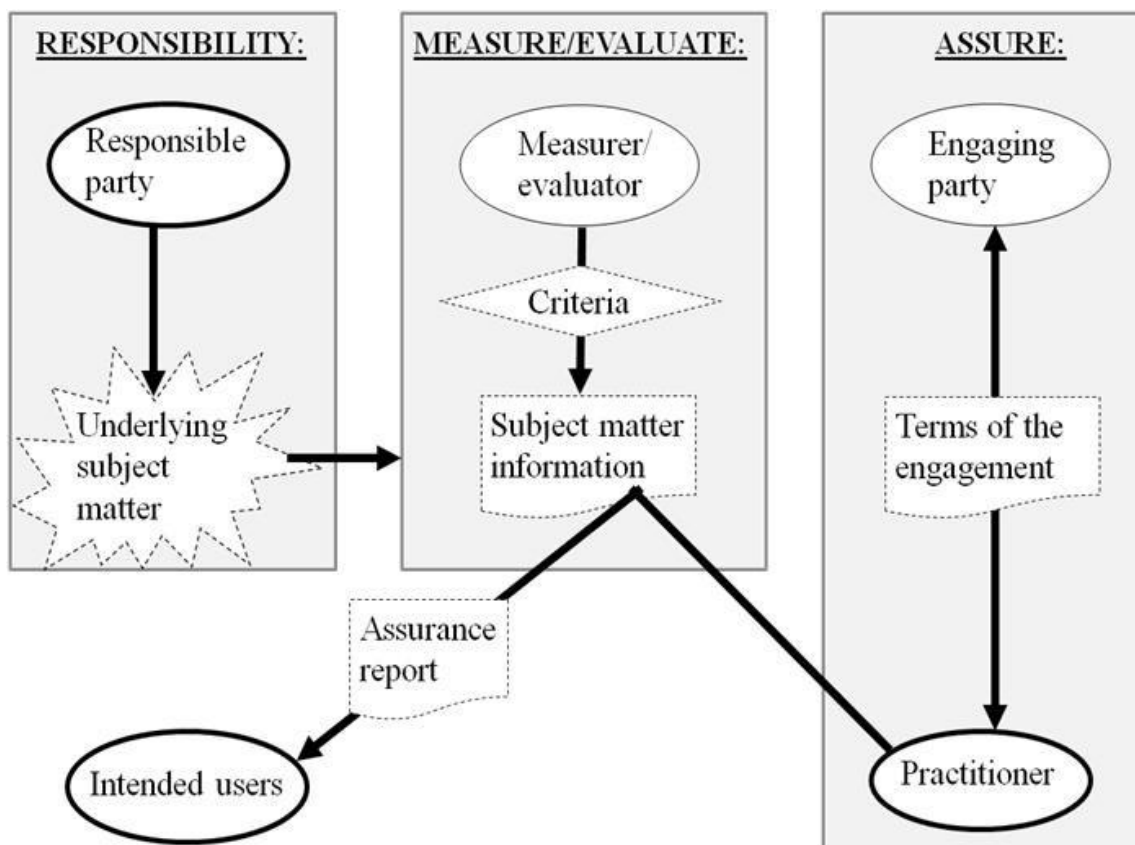 RESPONSIBILITY:
MEASURE/EVALUATE:
ASSURE:
Responsible
party
Measurer/
evaluator
Engaging
party
Criteria
Underlying
subject
matter
Subject matter
information
Terms of the
engagement
Assurance
report
Intended users
Practitioner